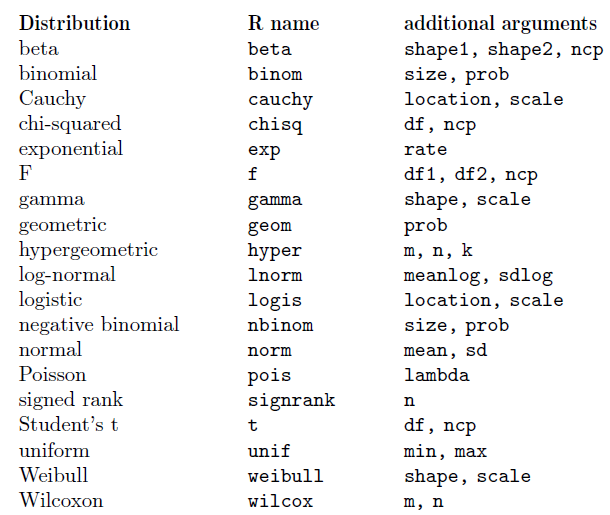 Distribution R name additional arguments
beta beta shape1, shape2, ncp
binomial binom size, prob
Cauchy cauchy location, scale
chi-squared chisq df, ncp
exponential exp rate
F f df1, df2, ncp
gamma gamma shape, scale
geometric geom prob
hypergeometric hyper m, n, k
log-normal lnorm meanlog, sdlog
logistic logis location, scale
negative binomial nbinom size, prob
normal norm mean, sd
Poisson pois lambda
signed rank signrank n
Student's t t df, ncp
uniform unif min, max
Weibull weibull shape, scale
Wilcoxon wilcox m, n